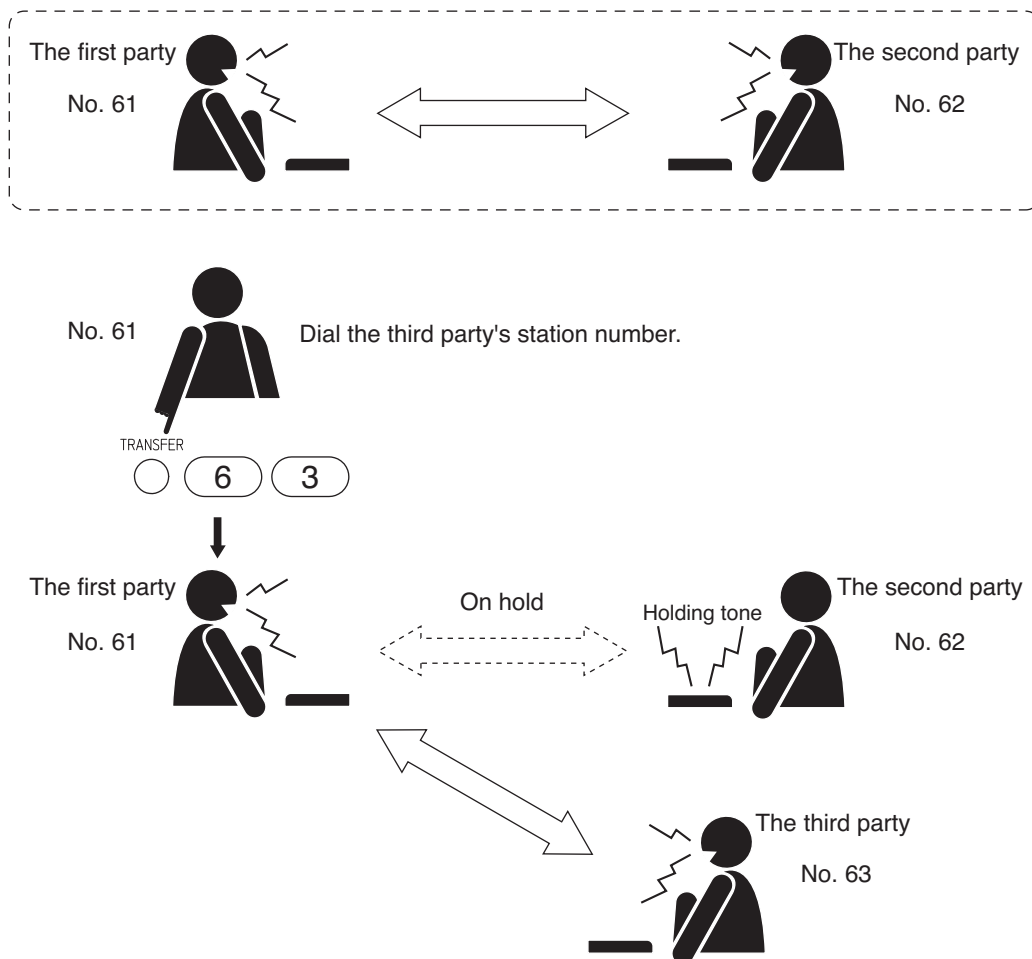 The first party
No. 61
The second party
No. 62
No. 61
Dial the third party's station number.
TRANSFER
6 3
The first party
No. 61
On hold
Holding tone
The second party
No. 62
The third party
No. 63